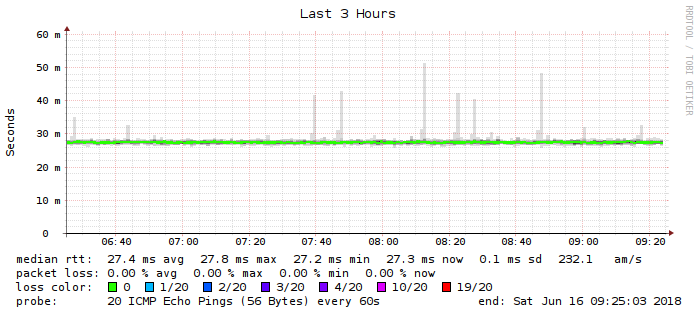 Last 3 Hours
RRDTOOL / TOBI OETIKER
Seconds
60 m
50 m
40 m
30 m
20 m
10 m
0
06:40 07:00 07:20 07:40 08:00 08:20 08:40 09:00 09:20
median rtt: 27.4 ms avg 27.8 ms max 27.2 ms min 27.3 ms now 0.1 ms sd 232.1 am/s
packet loss: 0.00 % avg 0.00 % max 0.00 % min 0.00 % now
loss color: 0 1/20 2/20 3/20 4/20 10/20 19/20
probe: 20 ICMP Echo Pings (56 Bytes) every 60s end: Sat Jun 16 09:25:03 2018